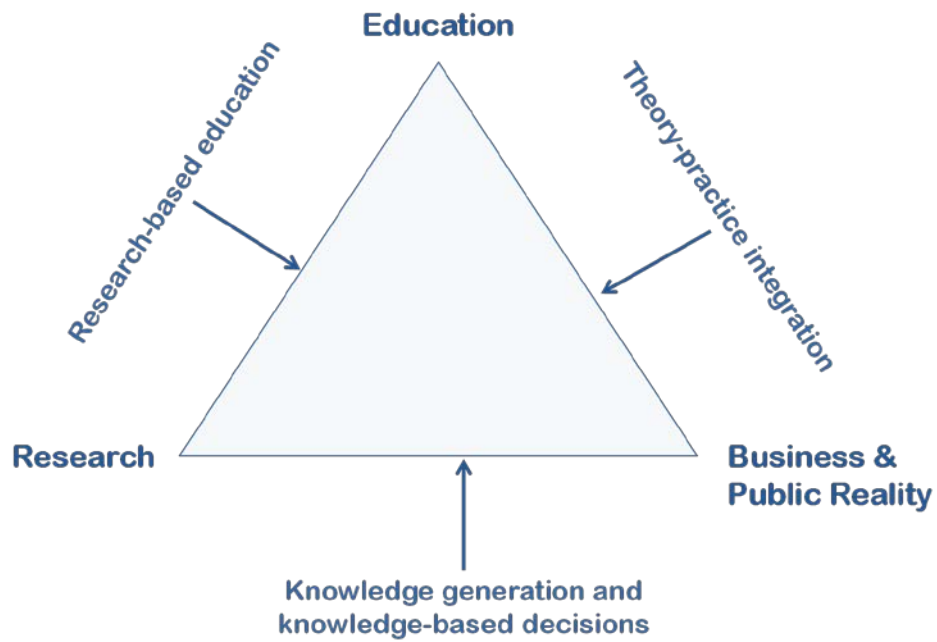 Education
Research-based education
Theory-practice integration
Research
Business &
Public Reality
Knowledge generation and
knowledge-based decisions